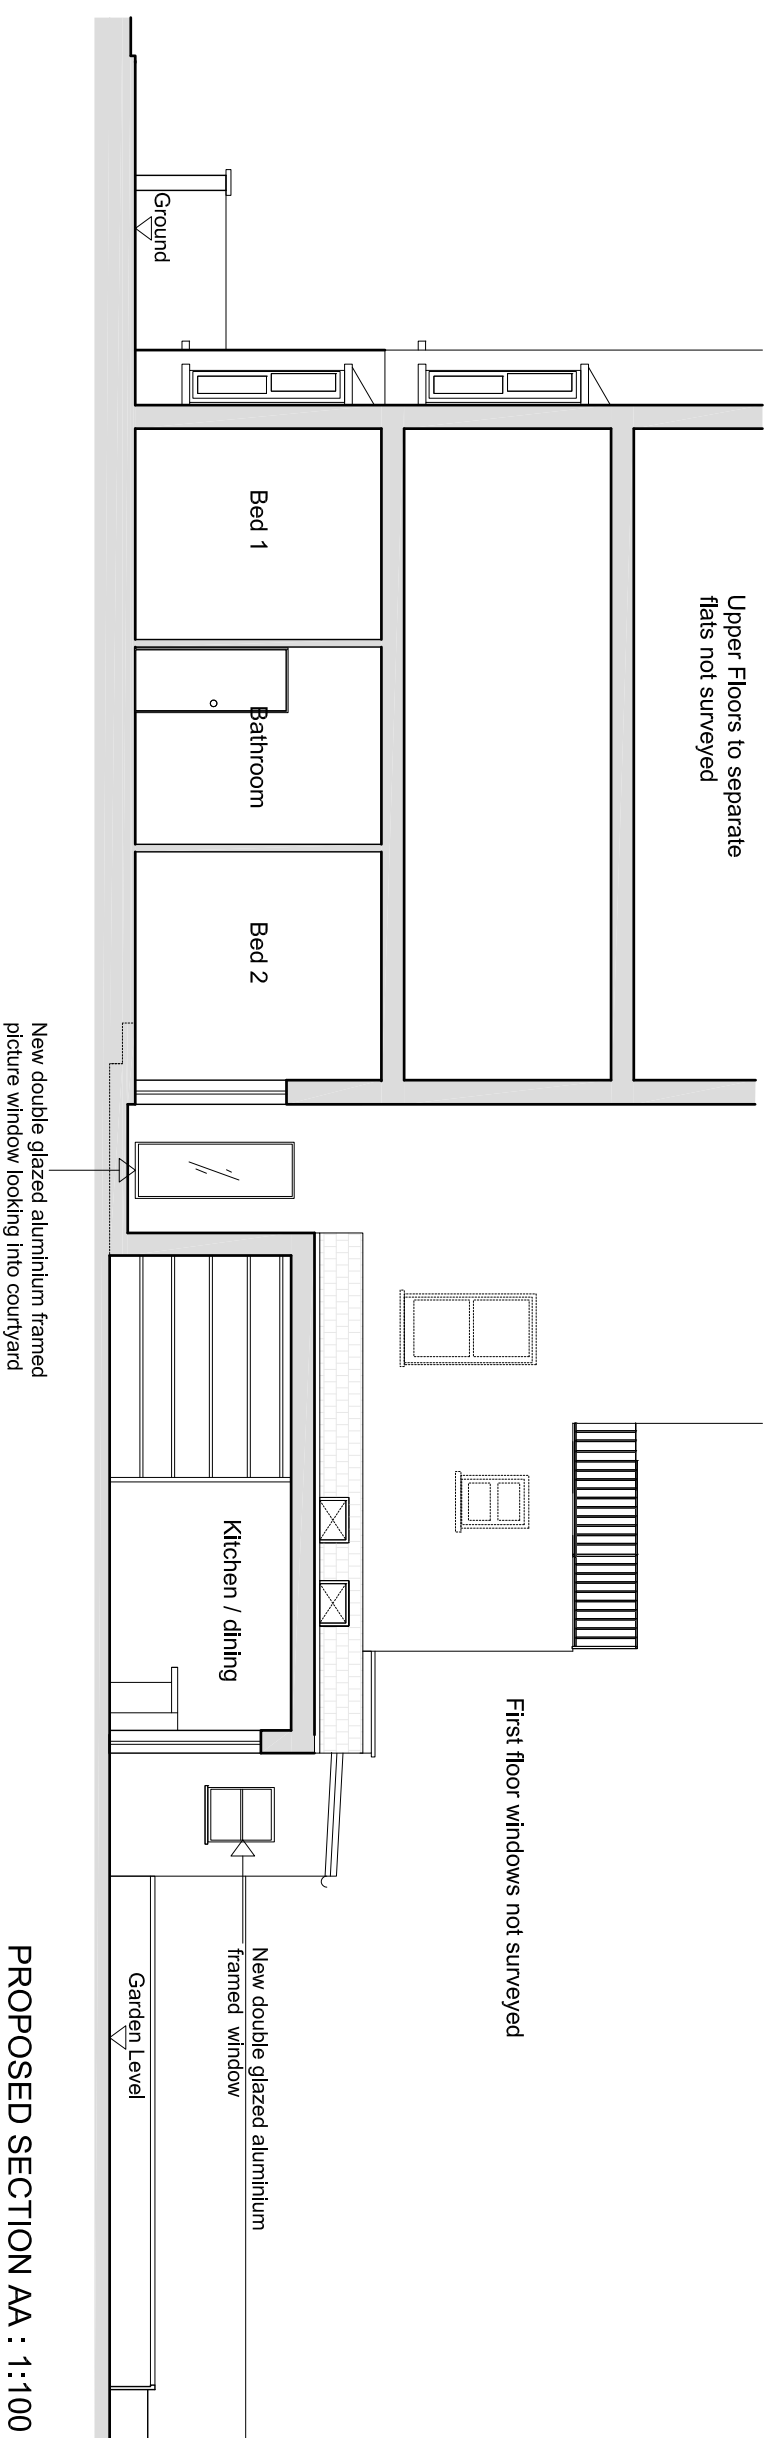 Upper Floors to separate
flats not surveyed
First floor windows not surveyed
Ground
Bed 1
Bathroom
Bed 2
Kitchen / dining
New double glazed aluminium
framed window
Garden Level
New double glazed aluminium framed
picture window looking into courtyard
PROPOSED SECTION AA : 1:100